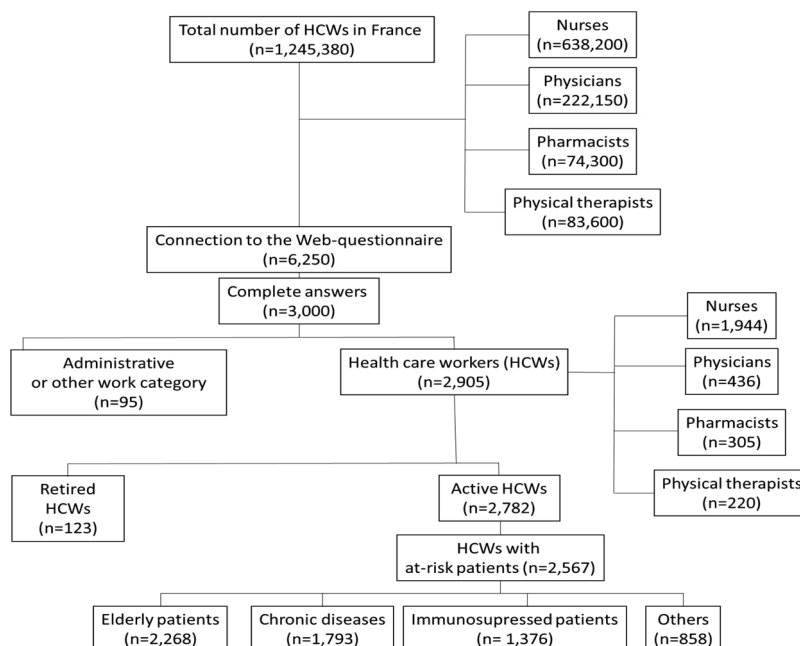 Total number of HCWs in France
(n=1,245,380)
Nurses
(n=638,200)
Physicians
(n=222,150)
Pharmacists
(n=74,300)
Physical therapists
(n=83,600)
Connection to the Web-questionnaire
(n=6,250)
Complete answers
(n=3,000)
Administrative
or other work category
(n=95)
Health care workers (HCWs)
(n=2,905)
Nurses
(n=1,944)
Physicians
(n=436)
Pharmacists
(n=305)
Physical therapists
(n=220)
Retired
HCWs
(n=123)
Active HCWs
(n=2,782)
HCWs with
at-risk patients (n=2,567)
Elderly patients
(n=2,268)
Chronic diseases
(n=1,793)
Immunosupressed patients
(n= 1,376)
Others
(n=858)